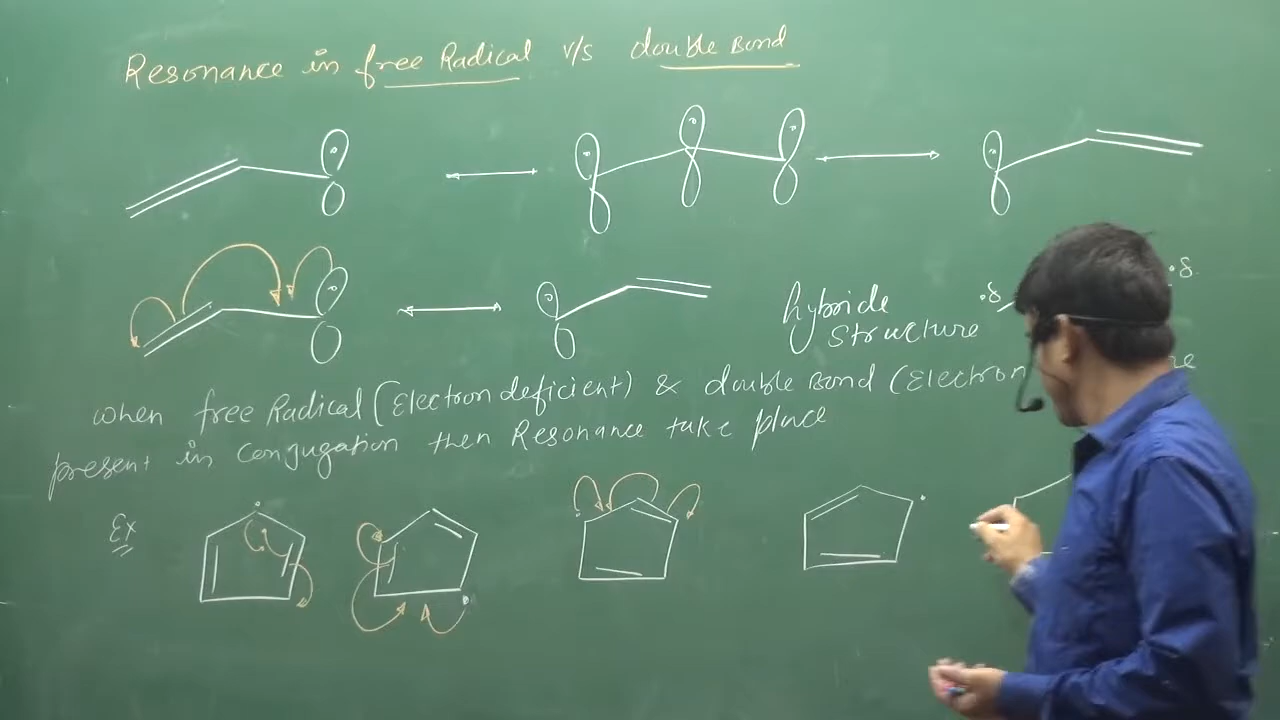 Resonance in free Radical v/s double Bond
hybride
structure
·δ
·δ
when free Radical (Electron deficient) & double Bond (Electron
present in conjugation then Resonance take place
Ex